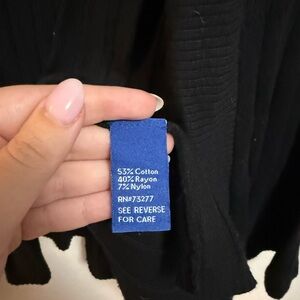 53% Cotton
40% Rayon
7% Nylon
RN#73277
SEE REVERSE
FOR CARE